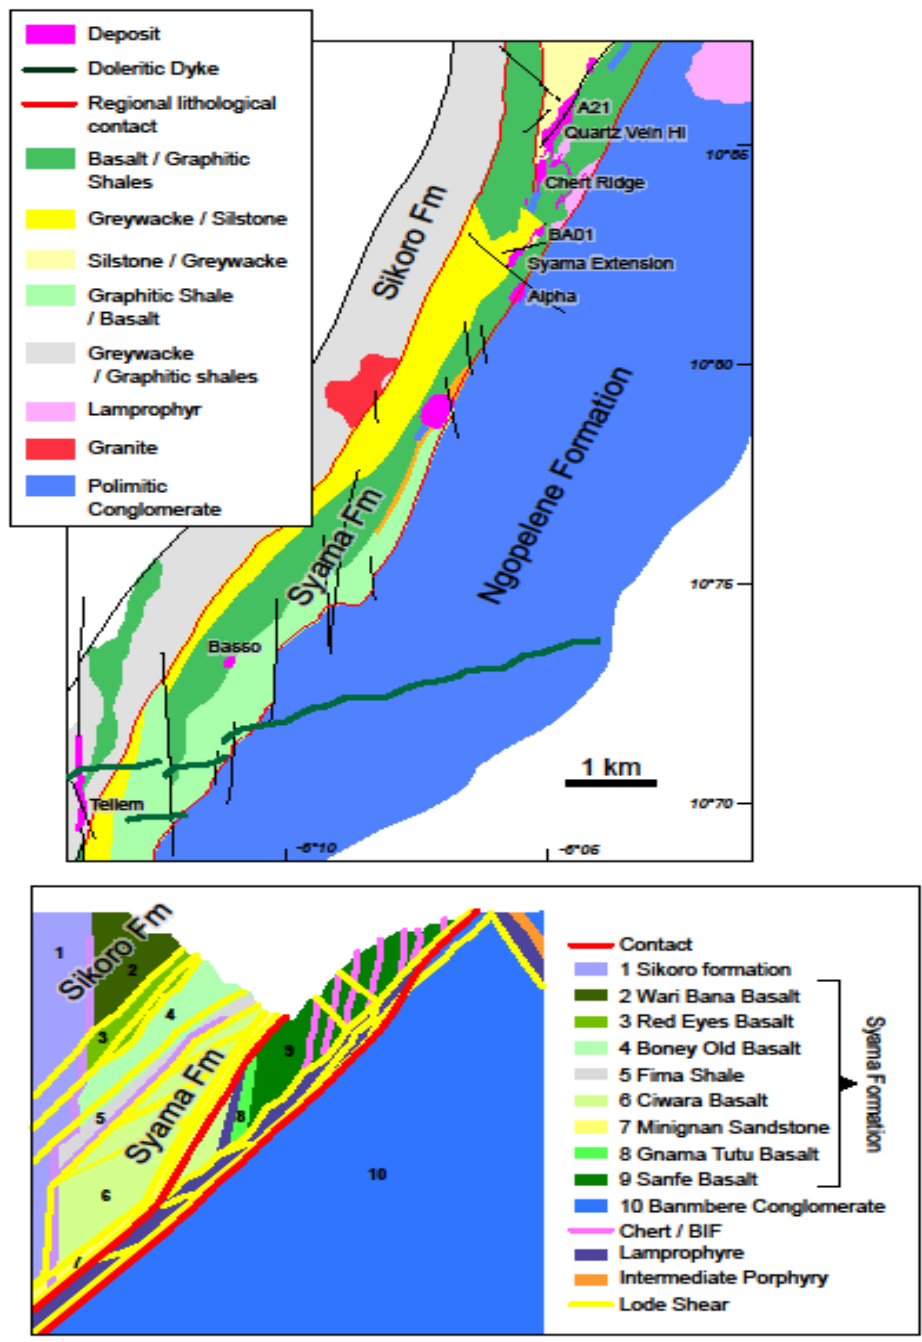 Deposit
Doleritic Dyke
Regional lithological
contact
Basalt / Graphitic
Shales
Greywacke / Silstone
Silstone / Greywacke
Graphitic Shale
/ Basalt
Greywacke
/ Graphitic shales
Lamprophyr
Granite
Polimitic
Conglomerate
A21
Quartz Vein Hl
10°85
Chert Ridge
Sikoro Fm
BA01
Syama Extension
Alpha
10°80
Ngopelene Formation
Syama Fm
10°75
Basso
1 km
Tellem
10°70
-6°10
-6°05
1
Sikoro Fm
2
3
4
5
Syama Fm
6
7
8
9
10
Contact
1 Sikoro formation
2 Wari Bana Basalt
3 Red Eyes Basalt
4 Boney Old Basalt
5 Fima Shale
6 Ciwara Basalt
7 Minignan Sandstone
8 Gnama Tutu Basalt
9 Sanfe Basalt
10 Banmbere Conglomerate
Chert / BIF
Lamprophyre
Intermediate Porphyry
Lode Shear
Syama Formation